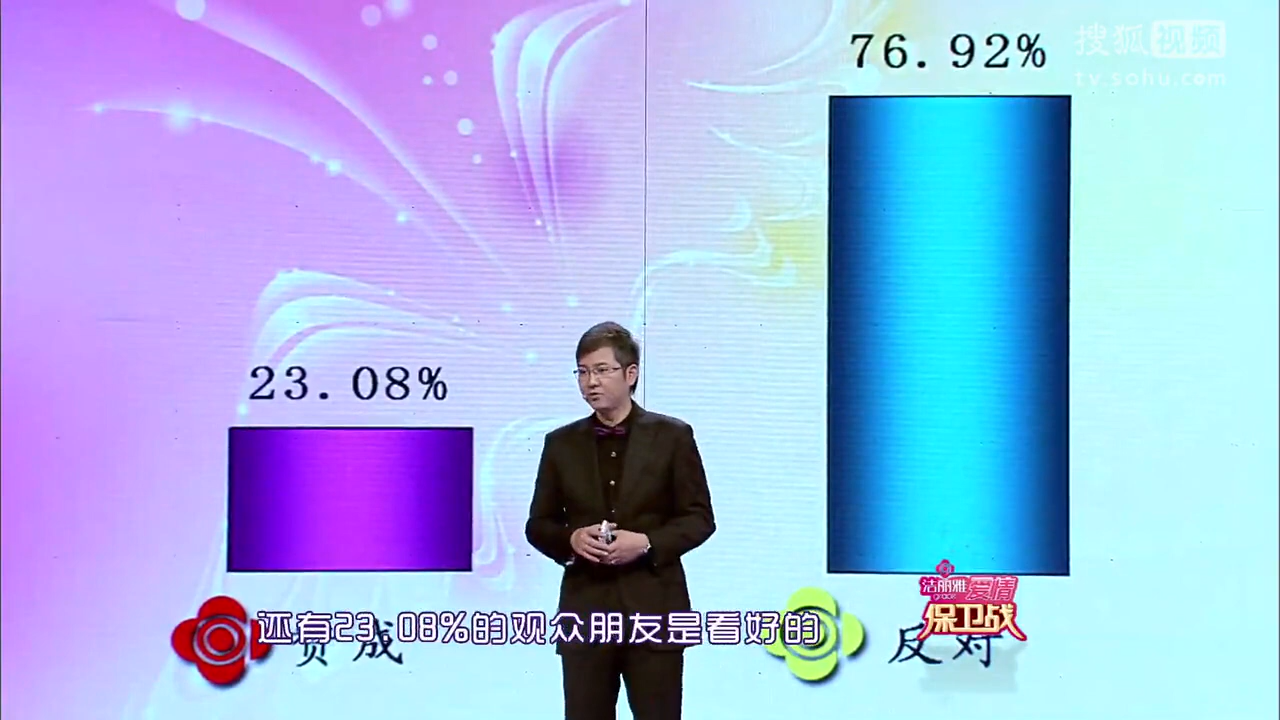 76.92%
搜狐视频
tv.sohu.com
23.08%
洁丽雅
grace
爱情
保卫战
还有23.08%的观众朋友是看好的
赞成
反对